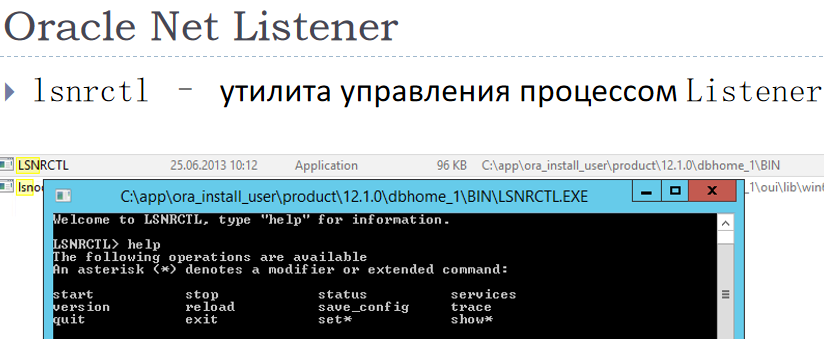 Oracle Net Listener
lsnrctl – утилита управления процессом Listener
LSNRCTL 25.06.2013 10:12 Application 96 KB C:\app\ora_install_user\product\12.1.0\dbhome_1\BIN
C:\app\ora_install_user\product\12.1.0\dbhome_1\BIN\LSNRCTL.EXE
Welcome to LSNRCTL, type "help" for information.
LSNRCTL> help
The following operations are available
An asterisk (*) denotes a modifier or extended command:
start stop status services
version reload save_config trace
quit exit set* show*